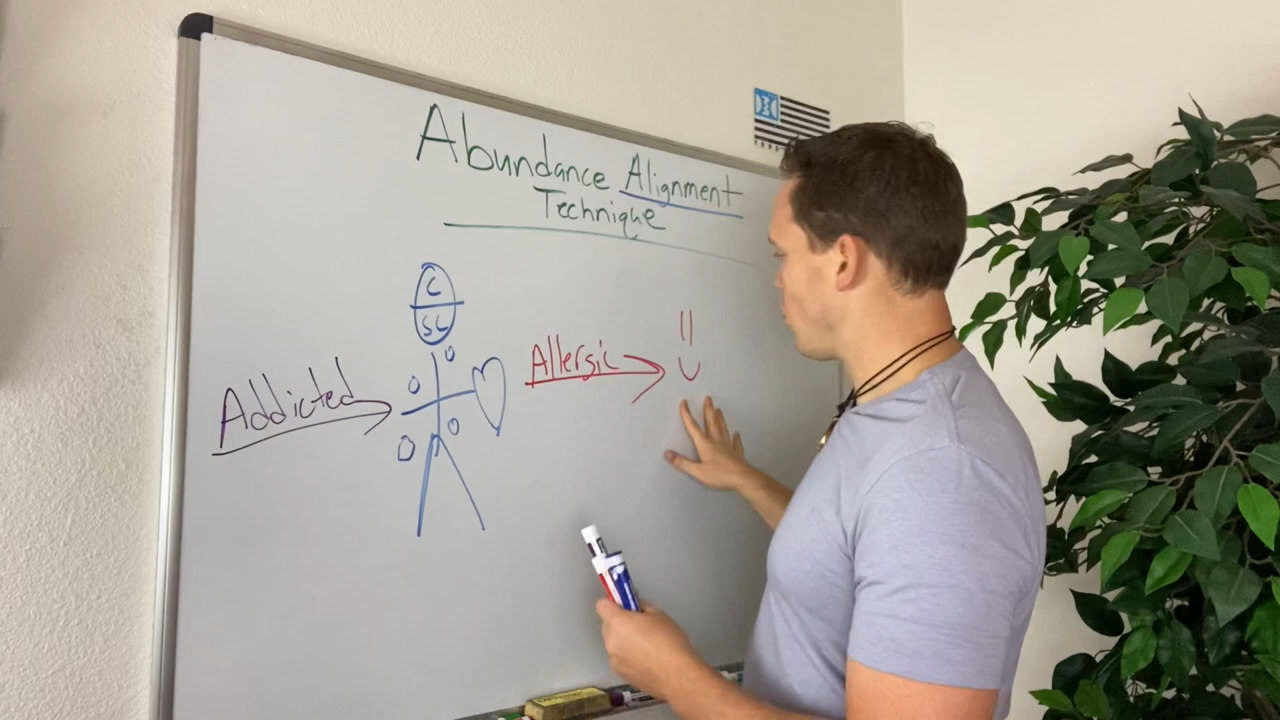 Abundance Alignment
Technique
C
SC
Allergic
Addicted